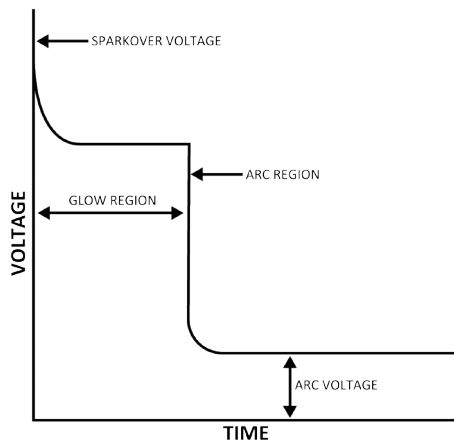 SPARKOVER VOLTAGE
ARC REGION
GLOW REGION
VOLTAGE
ARC VOLTAGE
TIME